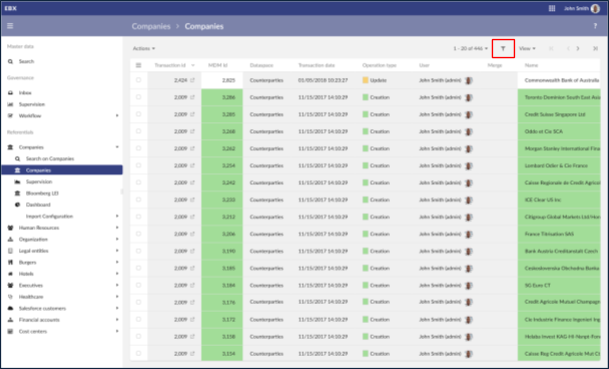 EBX
John Smith
Companies > Companies
?
Master data
Search
Governance
Inbox
Supervision
Workflow
Referentials
Companies
Search on Companies
Companies
Supervision
Bloomberg LEI
Dashboard
Import Configuration
Human Resources
Organization
Legal entities
Burgers
Hotels
Executives
Healthcare
Salesforce customers
Financial accounts
Cost centers
Actions
1 - 20 of 446
View
Transaction id MDM Id Dataspace Transaction date Operation type User Merge Name
2,424 2,825 Counterparties 01/05/2018 10:23:27 Update John Smith (admin) Commonwealth Bank of Australia
2,009 3,286 Counterparties 11/15/2017 14:10:29 Creation John Smith (admin) Toronto Dominion South East Asia
2,009 3,285 Counterparties 11/15/2017 14:10:29 Creation John Smith (admin) Credit Suisse Singapore Ltd
2,009 3,268 Counterparties 11/15/2017 14:10:29 Creation John Smith (admin) Oddo et Cie SCA
2,009 3,262 Counterparties 11/15/2017 14:10:29 Creation John Smith (admin) Morgan Stanley International Fina
2,009 3,254 Counterparties 11/15/2017 14:10:29 Creation John Smith (admin) Lombard Odier & Cie France
2,009 3,242 Counterparties 11/15/2017 14:10:29 Creation John Smith (admin) Caisse Regionale de Credit Agricol
2,009 3,233 Counterparties 11/15/2017 14:10:29 Creation John Smith (admin) ICE Clear US Inc
2,009 3,212 Counterparties 11/15/2017 14:10:29 Creation John Smith (admin) Citigroup Global Markets Ltd
2,009 3,206 Counterparties 11/15/2017 14:10:29 Creation John Smith (admin) France Titrisation SAS
2,009 3,190 Counterparties 11/15/2017 14:10:29 Creation John Smith (admin) Bank Austria Creditanstalt Czech
2,009 3,185 Counterparties 11/15/2017 14:10:29 Creation John Smith (admin) Ceskoslovenska Obchodna Banka
2,009 3,184 Counterparties 11/15/2017 14:10:29 Creation John Smith (admin) SG Euro CT
2,009 3,176 Counterparties 11/15/2017 14:10:29 Creation John Smith (admin) Credit Agricole Mutuel Champagn
2,009 3,172 Counterparties 11/15/2017 14:10:29 Creation John Smith (admin) Cic Industrie Finance Ingenieri Ing
2,009 3,158 Counterparties 11/15/2017 14:10:29 Creation John Smith (admin) Helaba Invest KAG
2,009 3,154 Counterparties 11/15/2017 14:10:29 Creation John Smith (admin) Caisse Reg Credit Agricole Mut